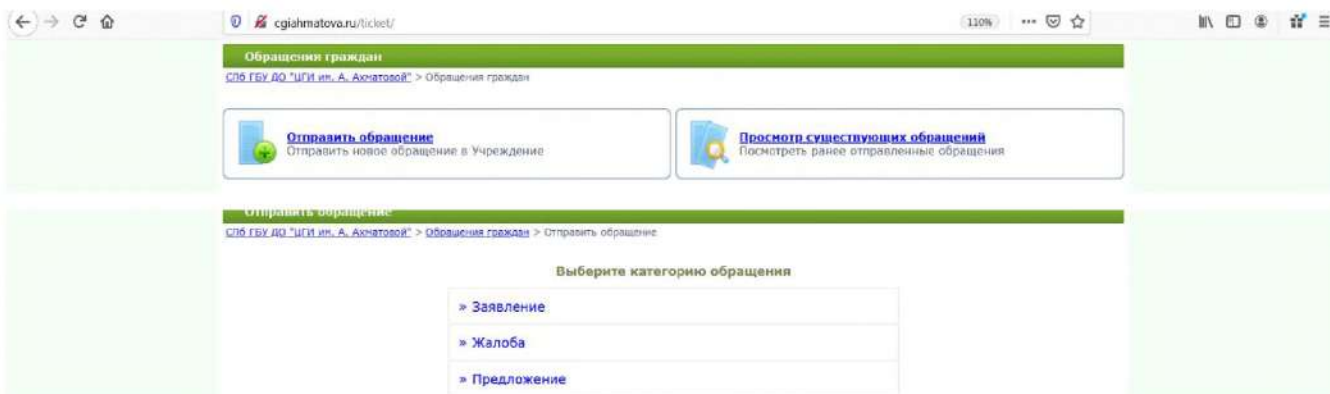 cgiahmatova.ru/ticket/
110%
Обращения граждан
СПб ГБУ ДО "ЦГИ им. А. Ахматовой" > Обращения граждан
Отправить обращение
Отправить новое обращение в Учреждение
Просмотр существующих обращений
Посмотреть ранее отправленные обращения
Отправить обращение
СПб ГБУ ДО "ЦГИ им. А. Ахматовой" > Обращения граждан > Отправить обращение
Выберите категорию обращения
» Заявление
» Жалоба
» Предложение